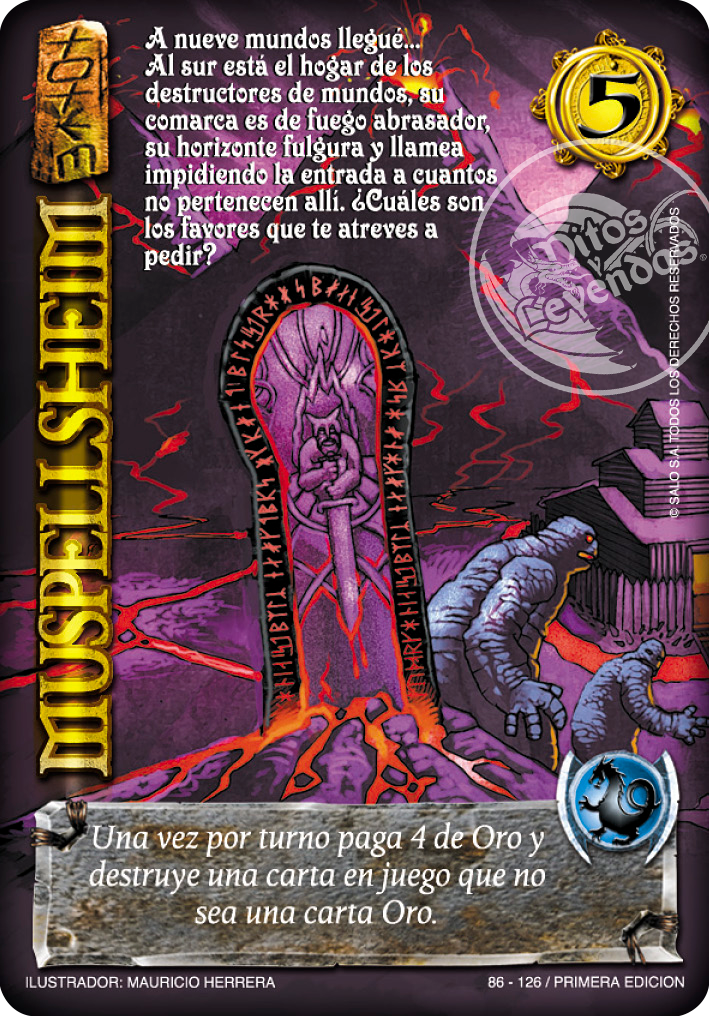 A nueve mundos llegué...
Al sur está el hogar de los
destructores de mundos, su
comarca es de fuego abrasador,
su horizonte fulgura y llamea
impidiendo la entrada a cuantos
no pertenecen allí. ¿Cuáles son
los favores que te atreves a
pedir?
5
Mitos
y
Leyendas
®
MUSPELLSHEIM
© SALO S.A. TODOS LOS DERECHOS RESERVADOS
Una vez por turno paga 4 de Oro y
destruye una carta en juego que no
sea una carta Oro.
ILUSTRADOR: MAURICIO HERRERA
86 - 126 / PRIMERA EDICION